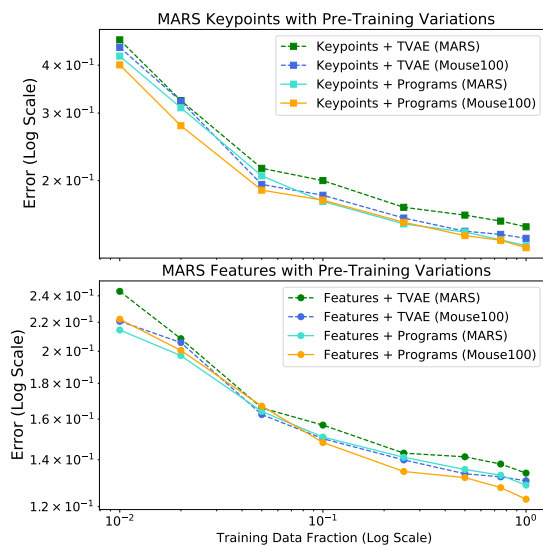 MARS Keypoints with Pre-Training Variations
Error (Log Scale)
4 × 10⁻¹
3 × 10⁻¹
2 × 10⁻¹
Keypoints + TVAE (MARS)
Keypoints + TVAE (Mouse100)
Keypoints + Programs (MARS)
Keypoints + Programs (Mouse100)
MARS Features with Pre-Training Variations
Error (Log Scale)
2.4 × 10⁻¹
2.2 × 10⁻¹
2 × 10⁻¹
1.8 × 10⁻¹
1.6 × 10⁻¹
1.4 × 10⁻¹
1.2 × 10⁻¹
Features + TVAE (MARS)
Features + TVAE (Mouse100)
Features + Programs (MARS)
Features + Programs (Mouse100)
10⁻² 10⁻¹ 10⁰
Training Data Fraction (Log Scale)